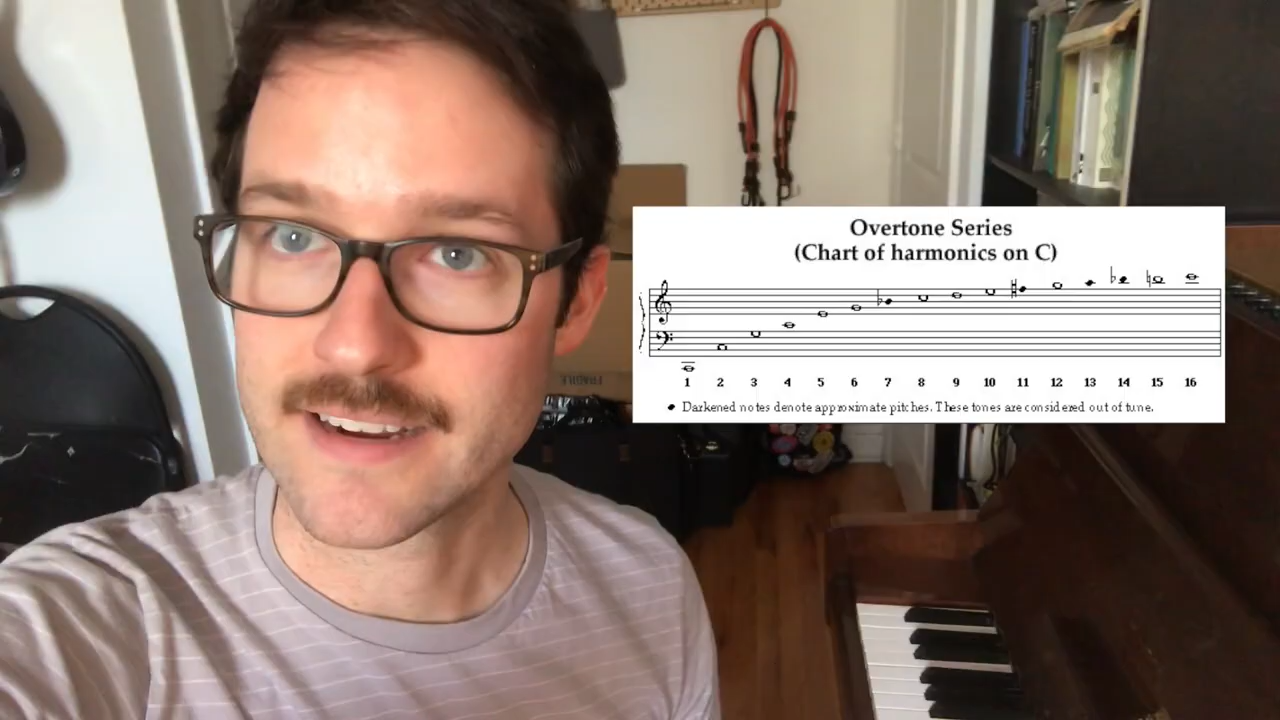 Overtone Series
(Chart of harmonics on C)
1 2 3 4 5 6 7 8 9 10 11 12 13 14 15 16
Darkened notes denote approximate pitches. These tones are considered out of tune.
FRAGILE